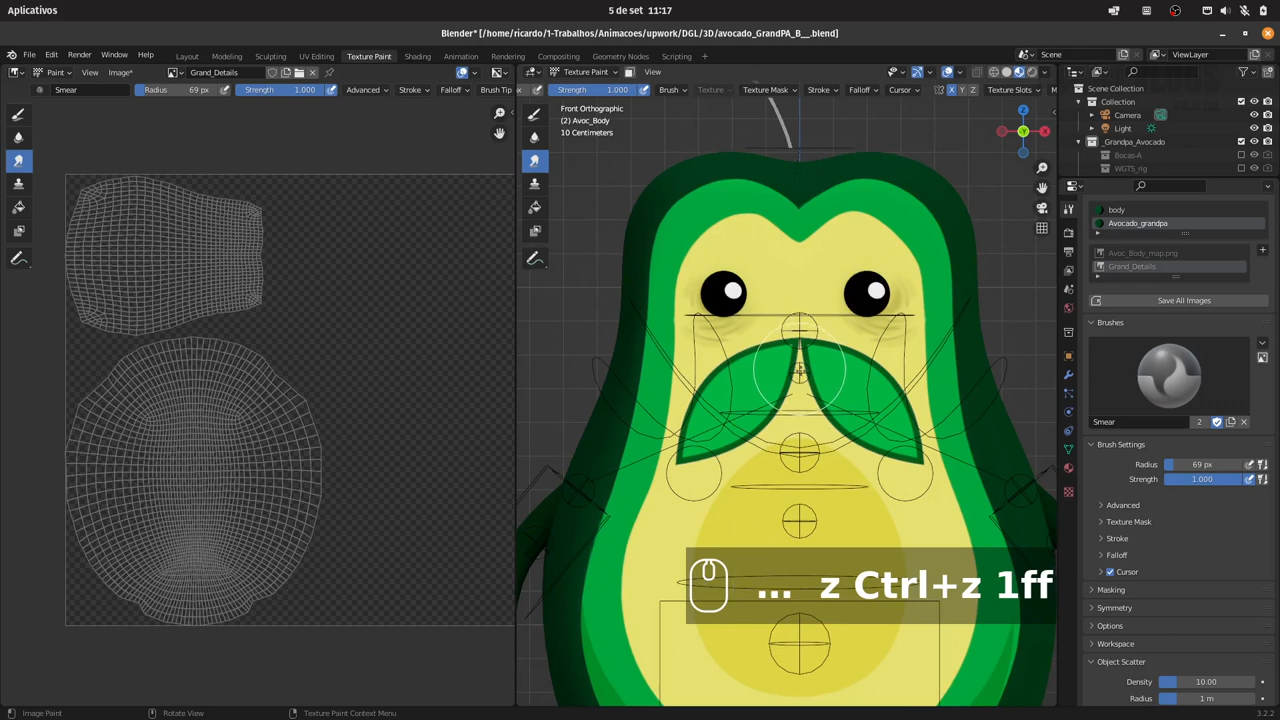 Aplicativos
5 de set  11:17
Blender* [/home/ricardo/1-Trabalhos/Animacoes/upwork/DGL/3D/avocado_GrandPA_B__.blend]
File Edit Render Window Help Layout Modeling Sculpting UV Editing Texture Paint Shading Animation Rendering Compositing Geometry Nodes Scripting + Scene ViewLayer
Paint View Image* Grand_Details Texture Paint View
Smear Radius 69 px Strength 1.000 Advanced Stroke Falloff Brush Tip Strength 1.000 Brush Texture Texture Mask Stroke Falloff Cursor X Y Z Texture Slots
Scene Collection
Collection
Camera
Light
_Grandpa_Avocado
Bocas-A
WGTS_rig
Front Orthographic
(2) Avoc_Body
10 Centimeters
Z
Y
X
body
Avocado_grandpa
Avoc_Body_map.png
Grand_Details
Save All Images
Brushes
Smear 2
Brush Settings
Radius 69 px
Strength 1.000
Advanced
Texture Mask
Stroke
Falloff
Cursor
Masking
Symmetry
Options
Workspace
Object Scatter
Density 10.00
Radius 1 m
... z Ctrl+z 1ff
Image Paint Rotate View Texture Paint Context Menu 3.2.2